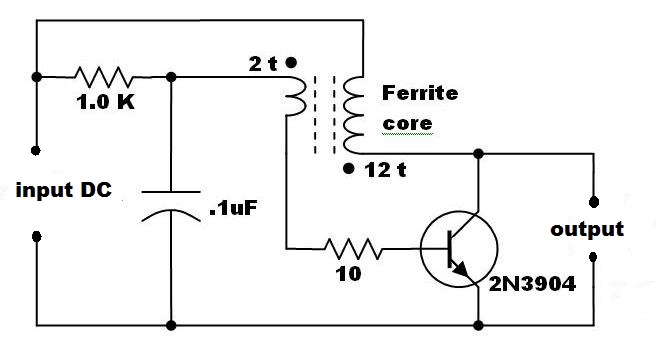 2 t
1.0 K
Ferrite
core
12 t
input DC
.1uF
output
10
2N3904